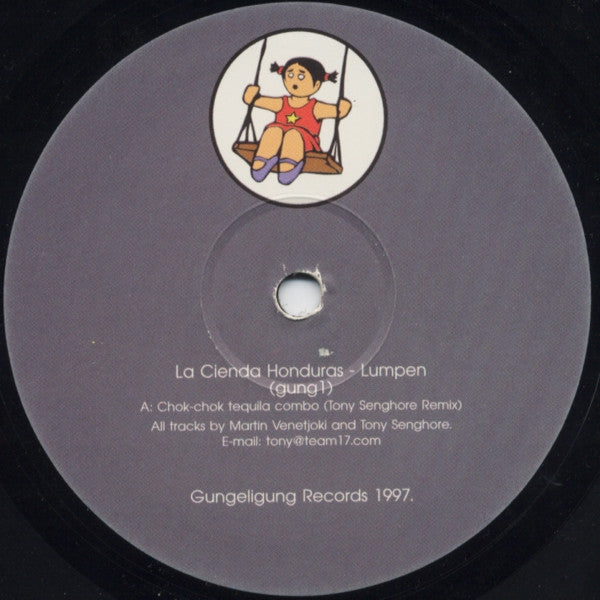 La Cienda Honduras - Lumpen
(gung1)
A: Chok-chok tequila combo (Tony Senghore Remix)
All tracks by Martin Venetjoki and Tony Senghore.
E-mail: tony@team17.com
Gungeligung Records 1997.